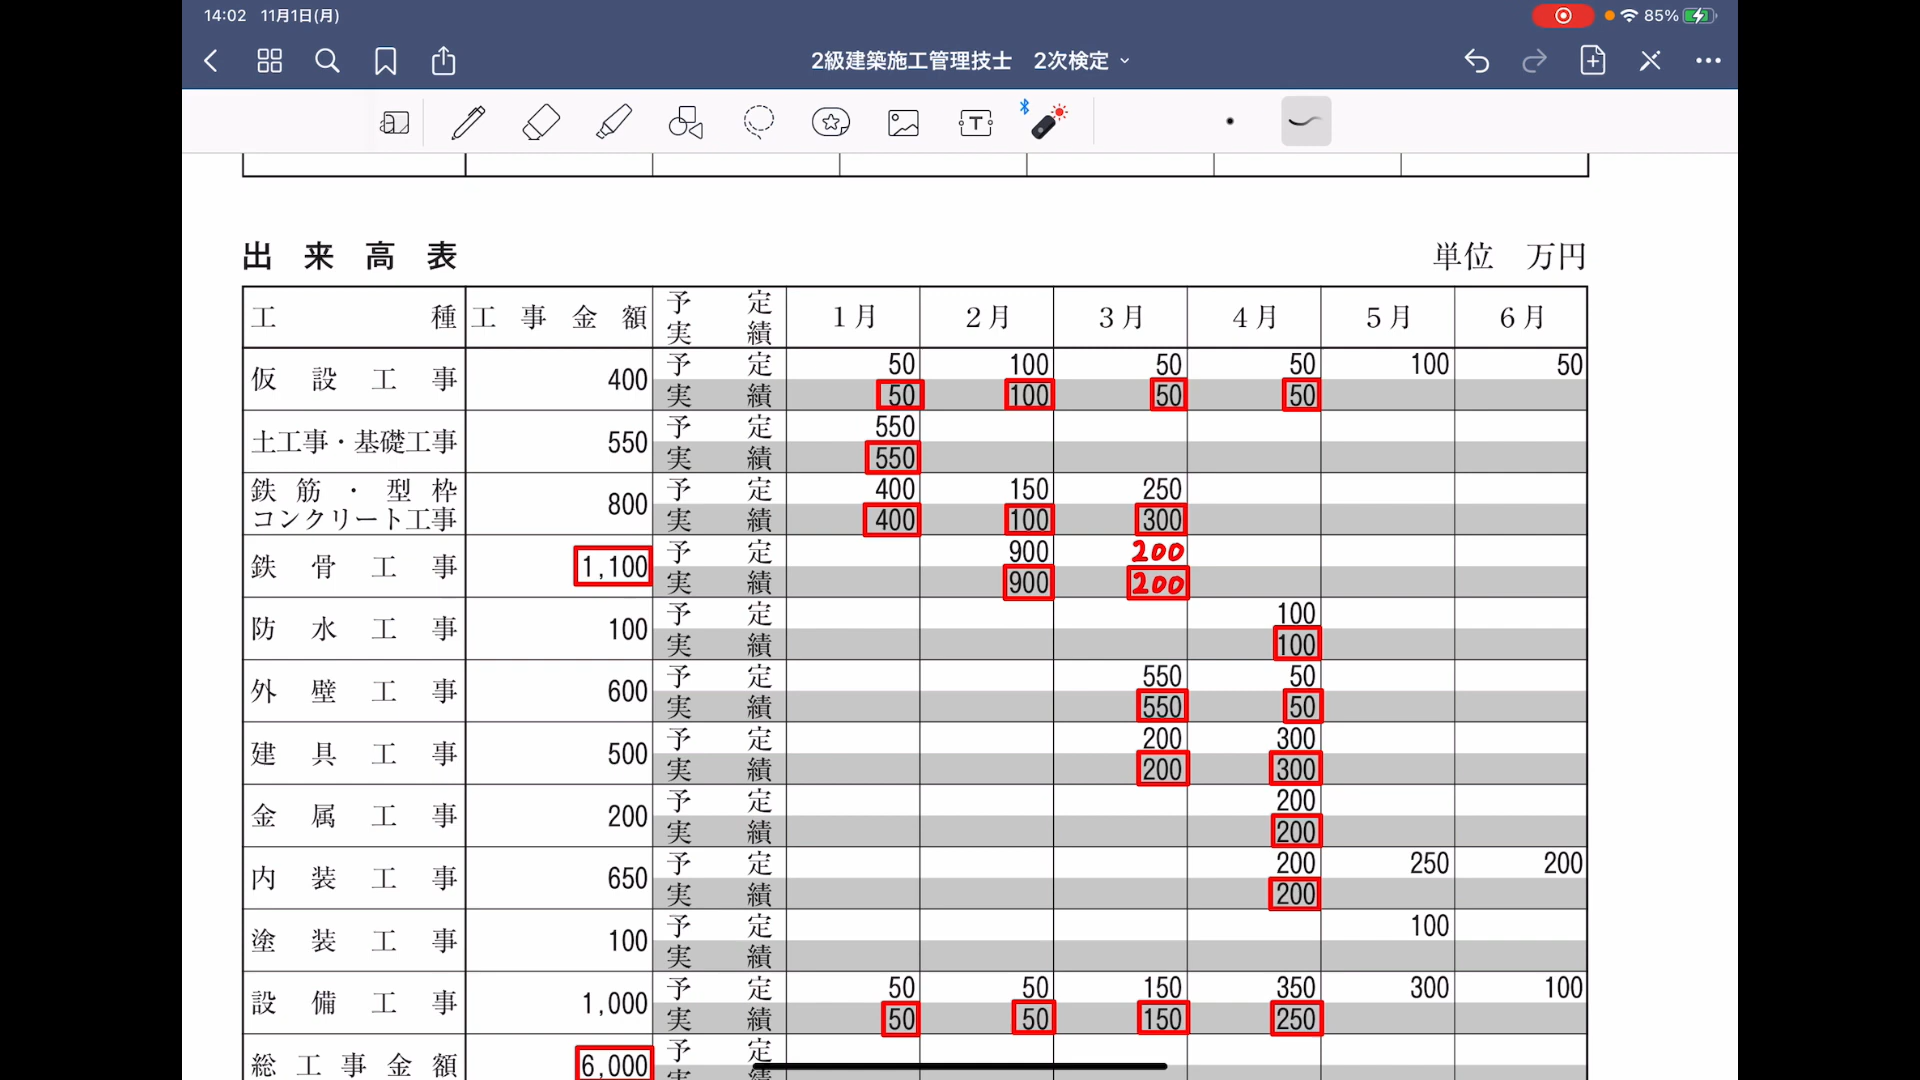 14:02 11月1日(月) 85%
2級建築施工管理技士 2次検定
出来高表 単位 万円
工種 工事金額 予定 実績 1月 2月 3月 4月 5月 6月
仮設工事 400 予定 50 100 50 50 100 50
実績 50 100 50 50
土工事・基礎工事 550 予定 550
実績 550
鉄筋・型枠コンクリート工事 800 予定 400 150 250
実績 400 100 300
鉄骨工事 1,100 予定 900 200
実績 900 200
防水工事 100 予定 100
実績 100
外壁工事 600 予定 550 50
実績 550 50
建具工事 500 予定 200 300
実績 200 300
金属工事 200 予定 200
実績 200
内装工事 650 予定 200 250 200
実績 200
塗装工事 100 予定 100
実績
設備工事 1,000 予定 50 50 150 350 300 100
実績 50 50 150 250
総工事金額 6,000 予定